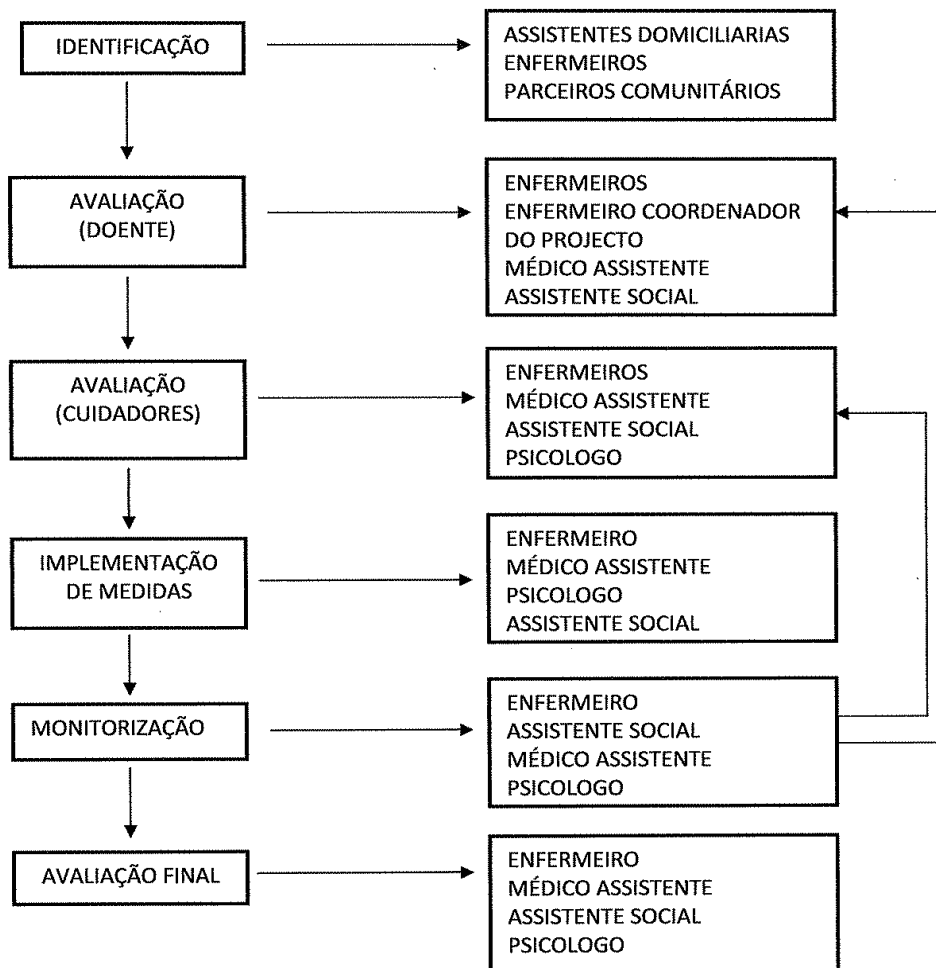 IDENTIFICAÇÃO
ASSISTENTES DOMICILIARIAS
ENFERMEIROS
PARCEIROS COMUNITÁRIOS
AVALIAÇÃO
(DOENTE)
ENFERMEIROS
ENFERMEIRO COORDENADOR
DO PROJECTO
MÉDICO ASSISTENTE
ASSISTENTE SOCIAL
AVALIAÇÃO
(CUIDADORES)
ENFERMEIROS
MÉDICO ASSISTENTE
ASSISTENTE SOCIAL
PSICOLOGO
IMPLEMENTAÇÃO
DE MEDIDAS
ENFERMEIRO
MÉDICO ASSISTENTE
PSICOLOGO
ASSISTENTE SOCIAL
MONITORIZAÇÃO
ENFERMEIRO
ASSISTENTE SOCIAL
MÉDICO ASSISTENTE
PSICOLOGO
AVALIAÇÃO FINAL
ENFERMEIRO
MÉDICO ASSISTENTE
ASSISTENTE SOCIAL
PSICOLOGO